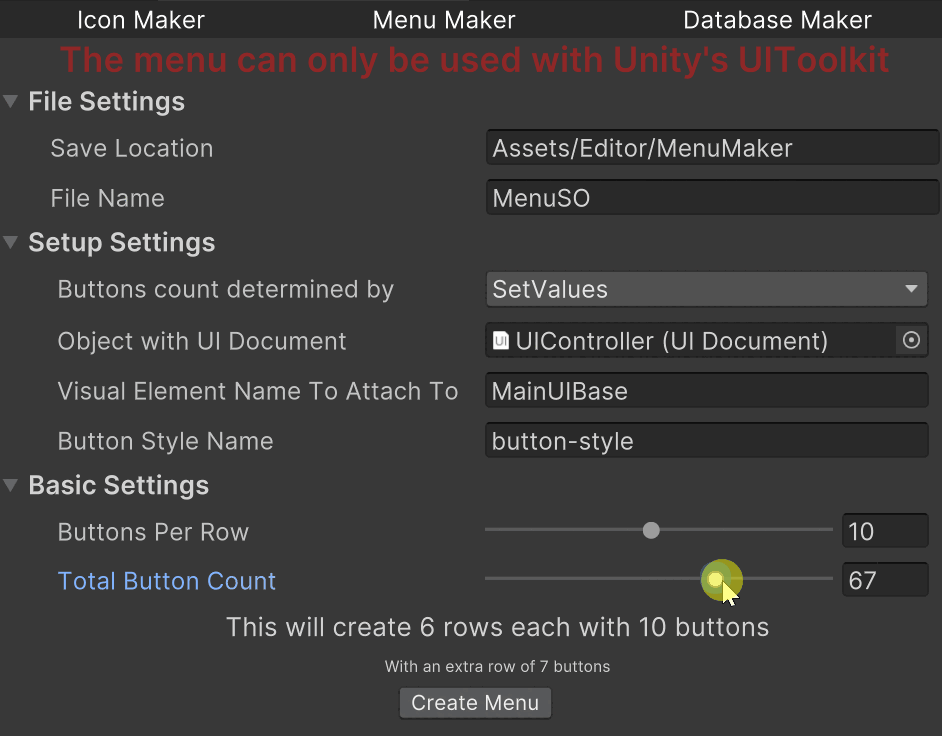 Icon Maker Menu Maker Database Maker
The menu can only be used with Unity's UIToolkit
File Settings
Save Location Assets/Editor/MenuMaker
File Name MenuSO
Setup Settings
Buttons count determined by SetValues
Object with UI Document UIController (UI Document)
Visual Element Name To Attach To MainUIBase
Button Style Name button-style
Basic Settings
Buttons Per Row 10
Total Button Count 67
This will create 6 rows each with 10 buttons
With an extra row of 7 buttons
Create Menu